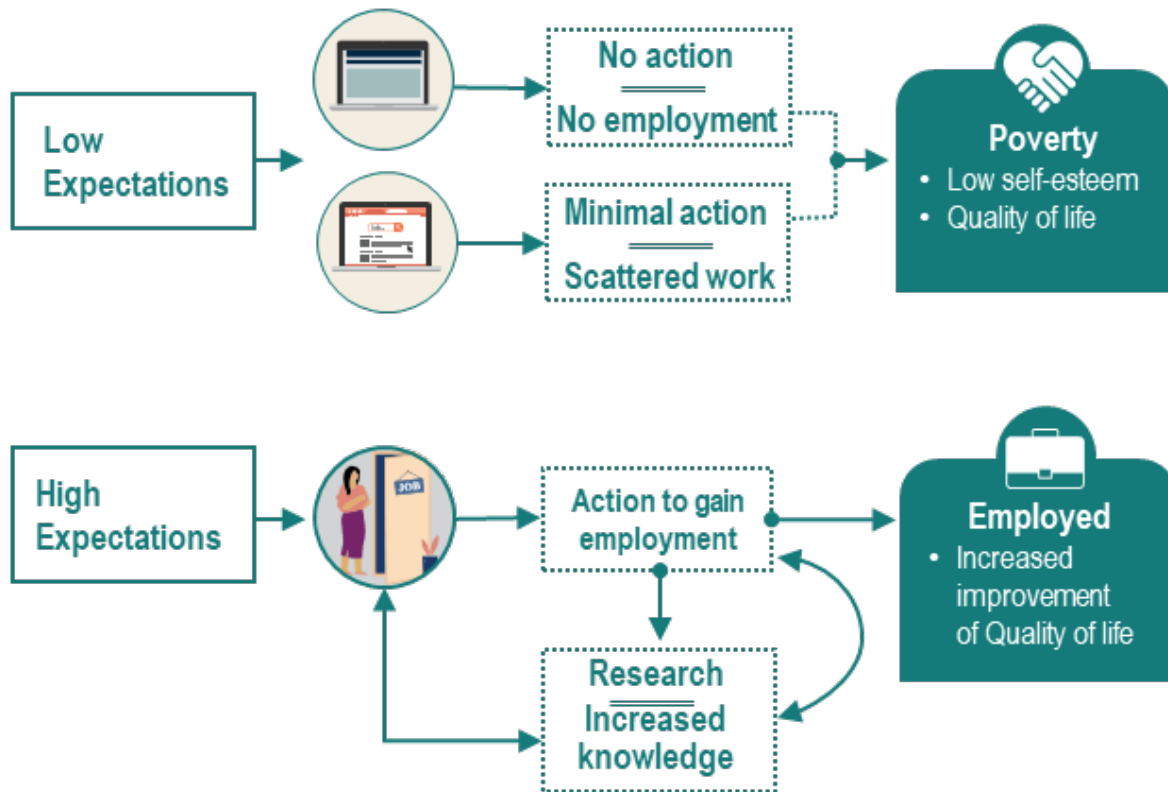 Low
Expectations
No action
No employment
Minimal action
Scattered work
Poverty
• Low self-esteem
• Quality of life
High
Expectations
JOB
Action to gain
employment
Research
Increased
knowledge
Employed
• Increased
improvement
of Quality of life